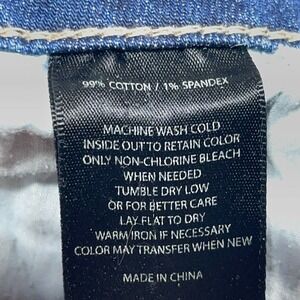 99% COTTON / 1% SPANDEX
MACHINE WASH COLD
INSIDE OUT TO RETAIN COLOR
ONLY NON-CHLORINE BLEACH
WHEN NEEDED
TUMBLE DRY LOW
OR FOR BETTER CARE
LAY FLAT TO DRY
WARM IRON IF NECESSARY
COLOR MAY TRANSFER WHEN NEW
MADE IN CHINA